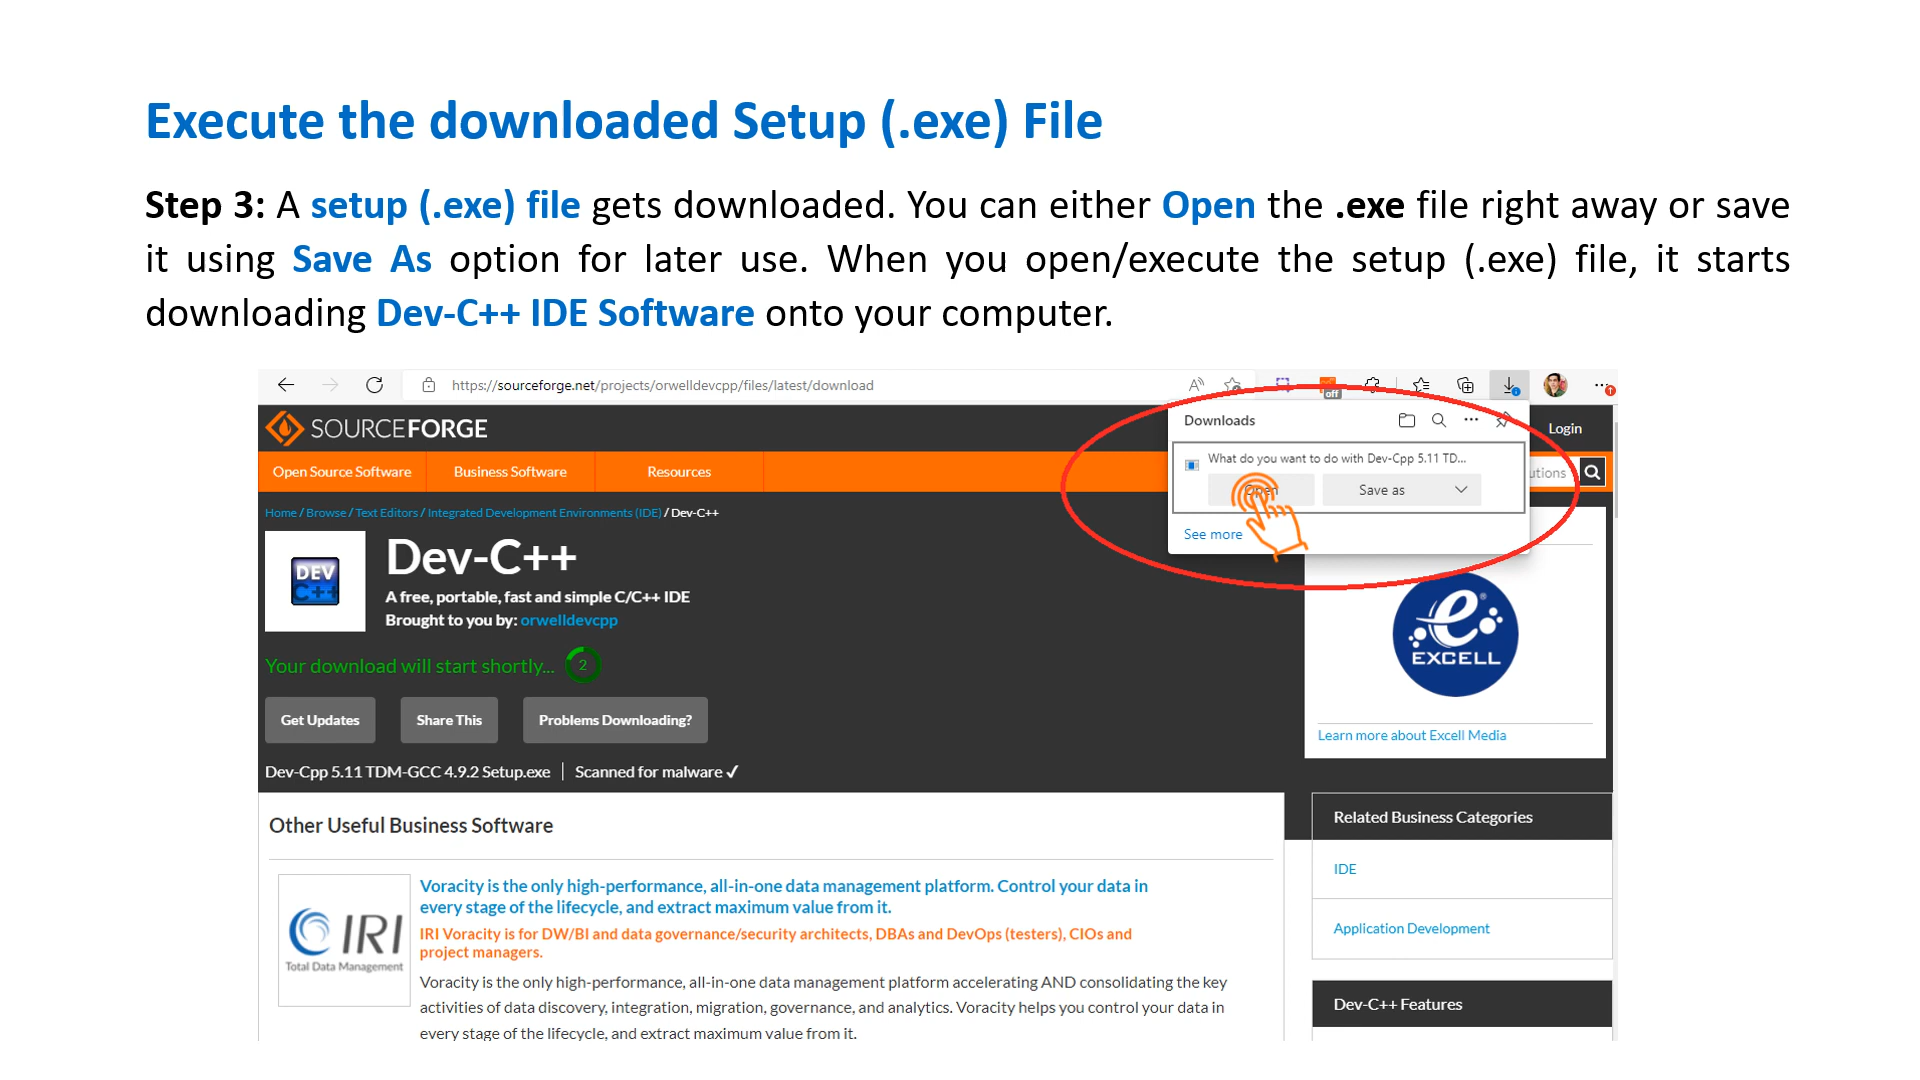 Execute the downloaded Setup (.exe) File
Step 3: A setup (.exe) file gets downloaded. You can either Open the .exe file right away or save
it using Save As option for later use. When you open/execute the setup (.exe) file, it starts
downloading Dev-C++ IDE Software onto your computer.
https://sourceforge.net/projects/orwelldevcpp/files/latest/download
off
SOURCEFORGE
Downloads
Login
Open Source Software
Business Software
Resources
What do you want to do with Dev-Cpp 5.11 TD...
Open
Save as
utions
See more
Home / Browse / Text Editors / Integrated Development Environments (IDE) / Dev-C++
DEV
C++
Dev-C++
A free, portable, fast and simple C/C++ IDE
Brought to you by: orwelldevcpp
Your download will start shortly... 2
Get Updates
Share This
Problems Downloading?
e
EXCELL
Learn more about Excell Media
Dev-Cpp 5.11 TDM-GCC 4.9.2 Setup.exe | Scanned for malware ✓
Other Useful Business Software
IRI
Total Data Management
Voracity is the only high-performance, all-in-one data management platform. Control your data in
every stage of the lifecycle, and extract maximum value from it.
IRI Voracity is for DW/BI and data governance/security architects, DBAs and DevOps (testers), CIOs and
project managers.
Voracity is the only high-performance, all-in-one data management platform accelerating AND consolidating the key
activities of data discovery, integration, migration, governance, and analytics. Voracity helps you control your data in
every stage of the lifecycle, and extract maximum value from it.
Related Business Categories
IDE
Application Development
Dev-C++ Features